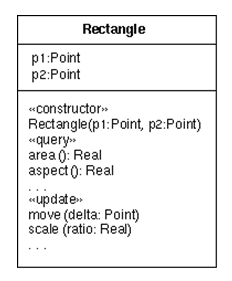 Rectangle
p1:Point
p2:Point
«constructor»
Rectangle(p1:Point, p2:Point)
«query»
area (): Real
aspect (): Real
. . .
«update»
move (delta: Point)
scale (ratio: Real)
. . .